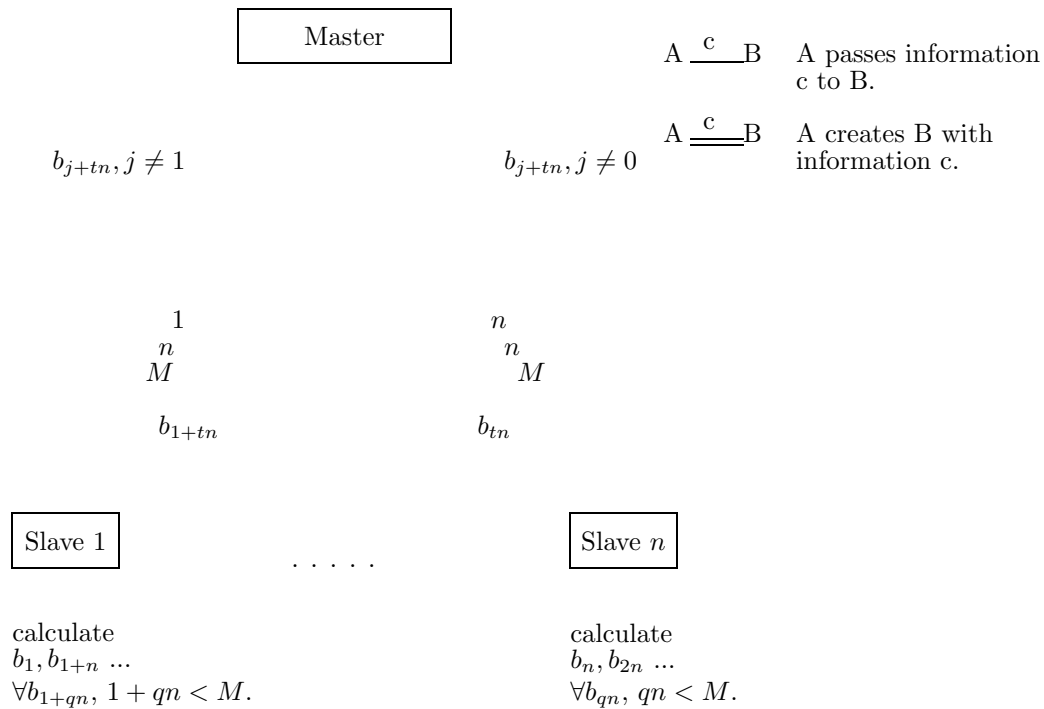 Master
A c B A passes information
c to B.
A c B A creates B with
information c.
b_{j+tn}, j ≠ 1 b_{j+tn}, j ≠ 0
1 n
n n
M M
b_{1+tn} b_{tn}
Slave 1 . . . . . Slave n
calculate calculate
b_1, b_{1+n} ... b_n, b_{2n} ...
∀b_{1+qn}, 1 + qn < M. ∀b_{qn}, qn < M.